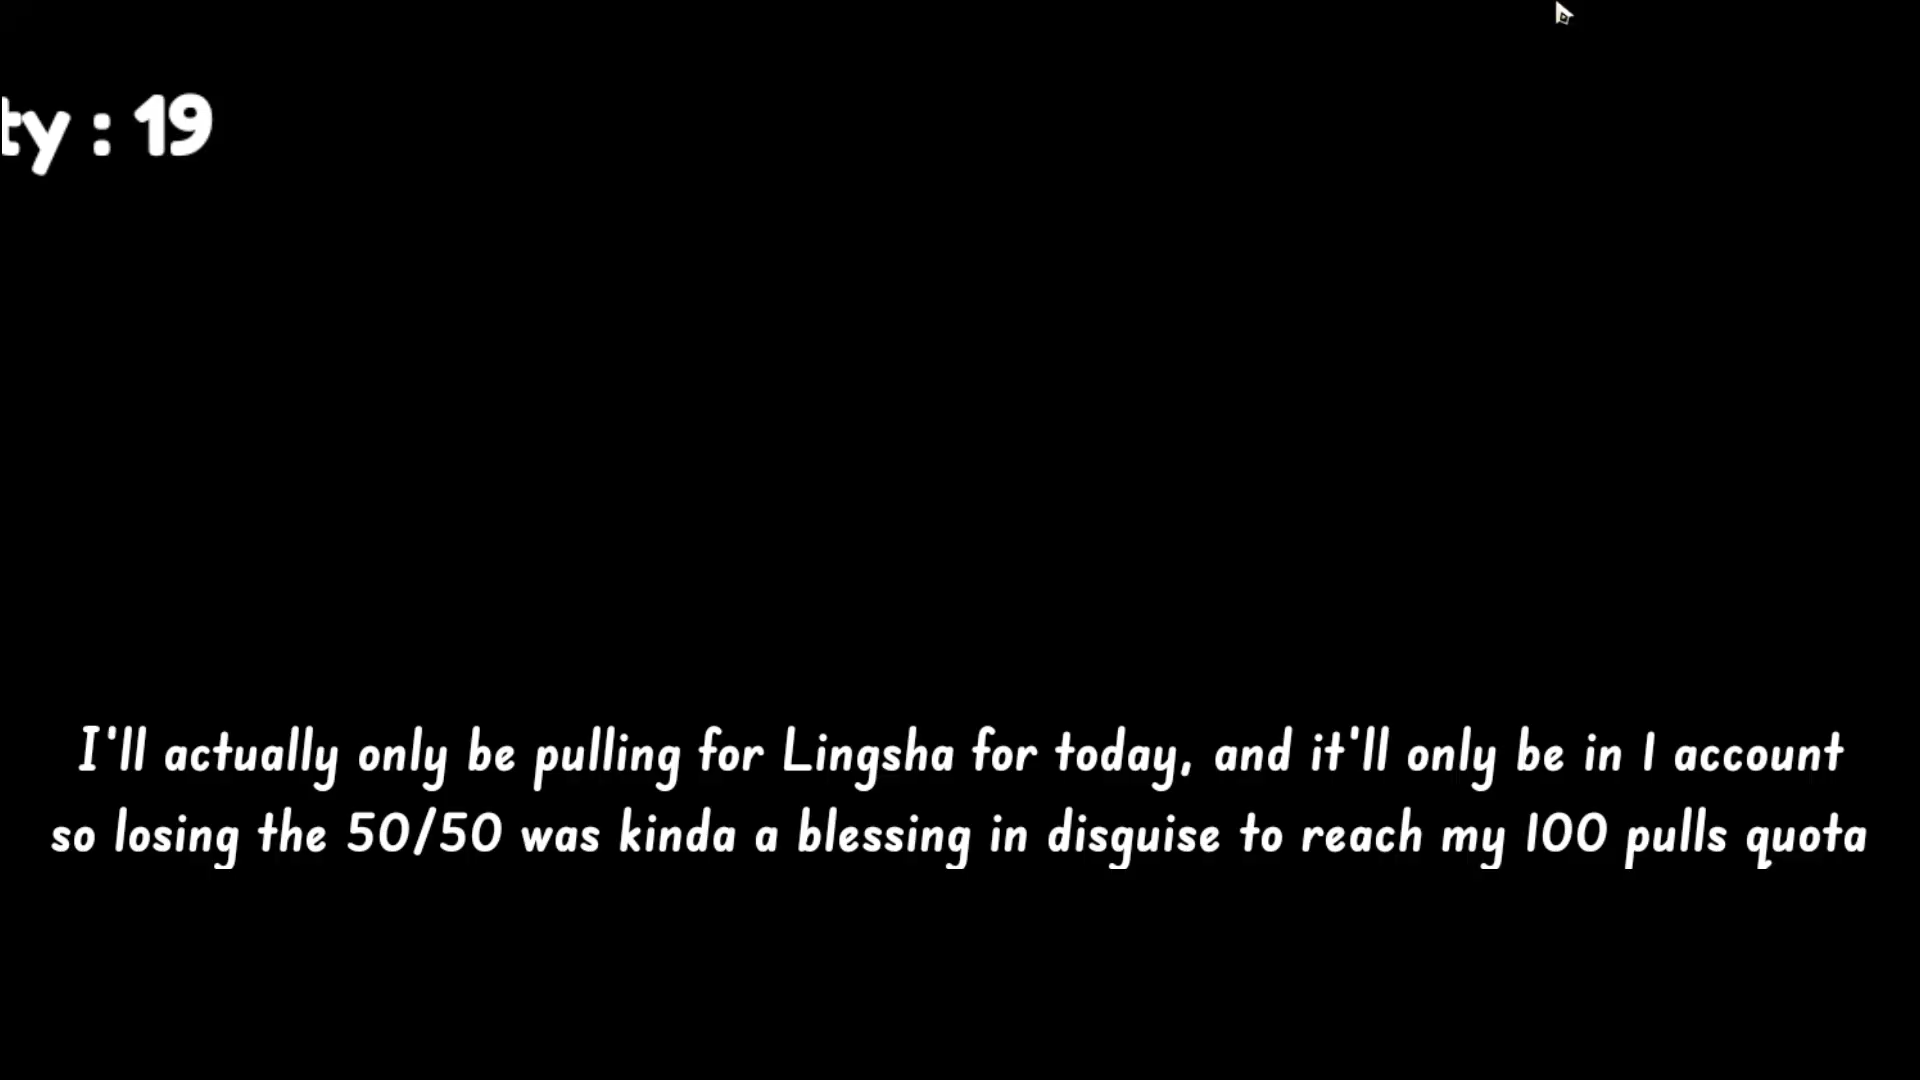 ty : 19
I'll actually only be pulling for Lingsha for today, and it'll only be in 1 account
so losing the 50/50 was kinda a blessing in disguise to reach my 100 pulls quota